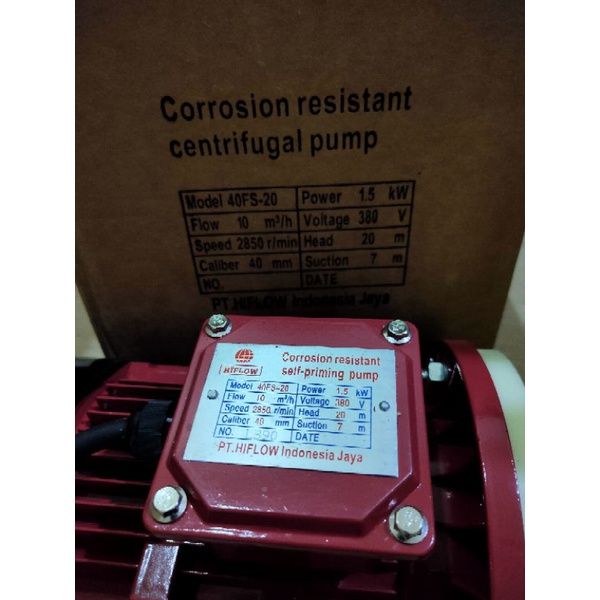 Corrosion resistant
centrifugal pump
Model 40FS-20 Power 1.5 kW
Flow 10 m³/h Voltage 380 V
Speed 2850 r/min Head 20 m
Caliber 40 mm Suction 7 m
NO. DATE
PT.HIFLOW Indonesia Jaya
HIFLOW
Corrosion resistant
self-priming pump
Model 40FS-20 Power 1.5 kW
Flow 10 m³/h Voltage 380 V
Speed 2850 r/min Head 20 m
Caliber 40 mm Suction 7 m
NO. DATE
PT.HIFLOW Indonesia Jaya